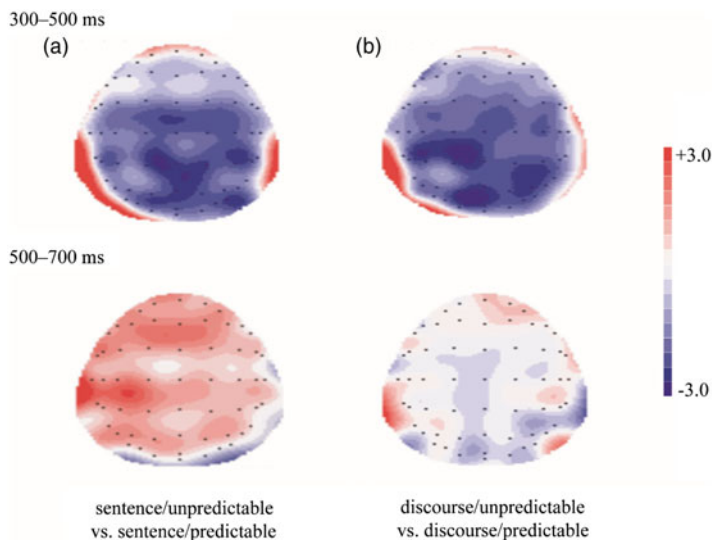 300–500 ms
(a)
(b)
+3.0
500–700 ms
-3.0
sentence/unpredictable
vs. sentence/predictable
discourse/unpredictable
vs. discourse/predictable